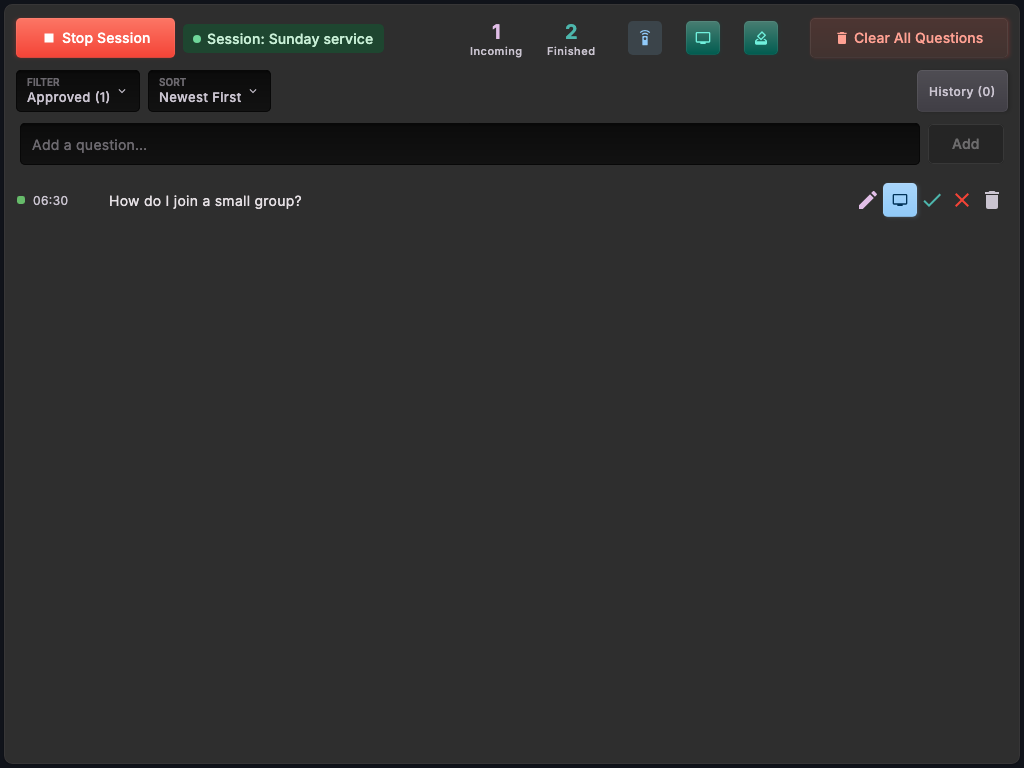 Stop Session
Session: Sunday service
1
Incoming
2
Finished
Clear All Questions
FILTER
Approved (1)
SORT
Newest First
History (0)
Add a question...
Add
06:30
How do I join a small group?